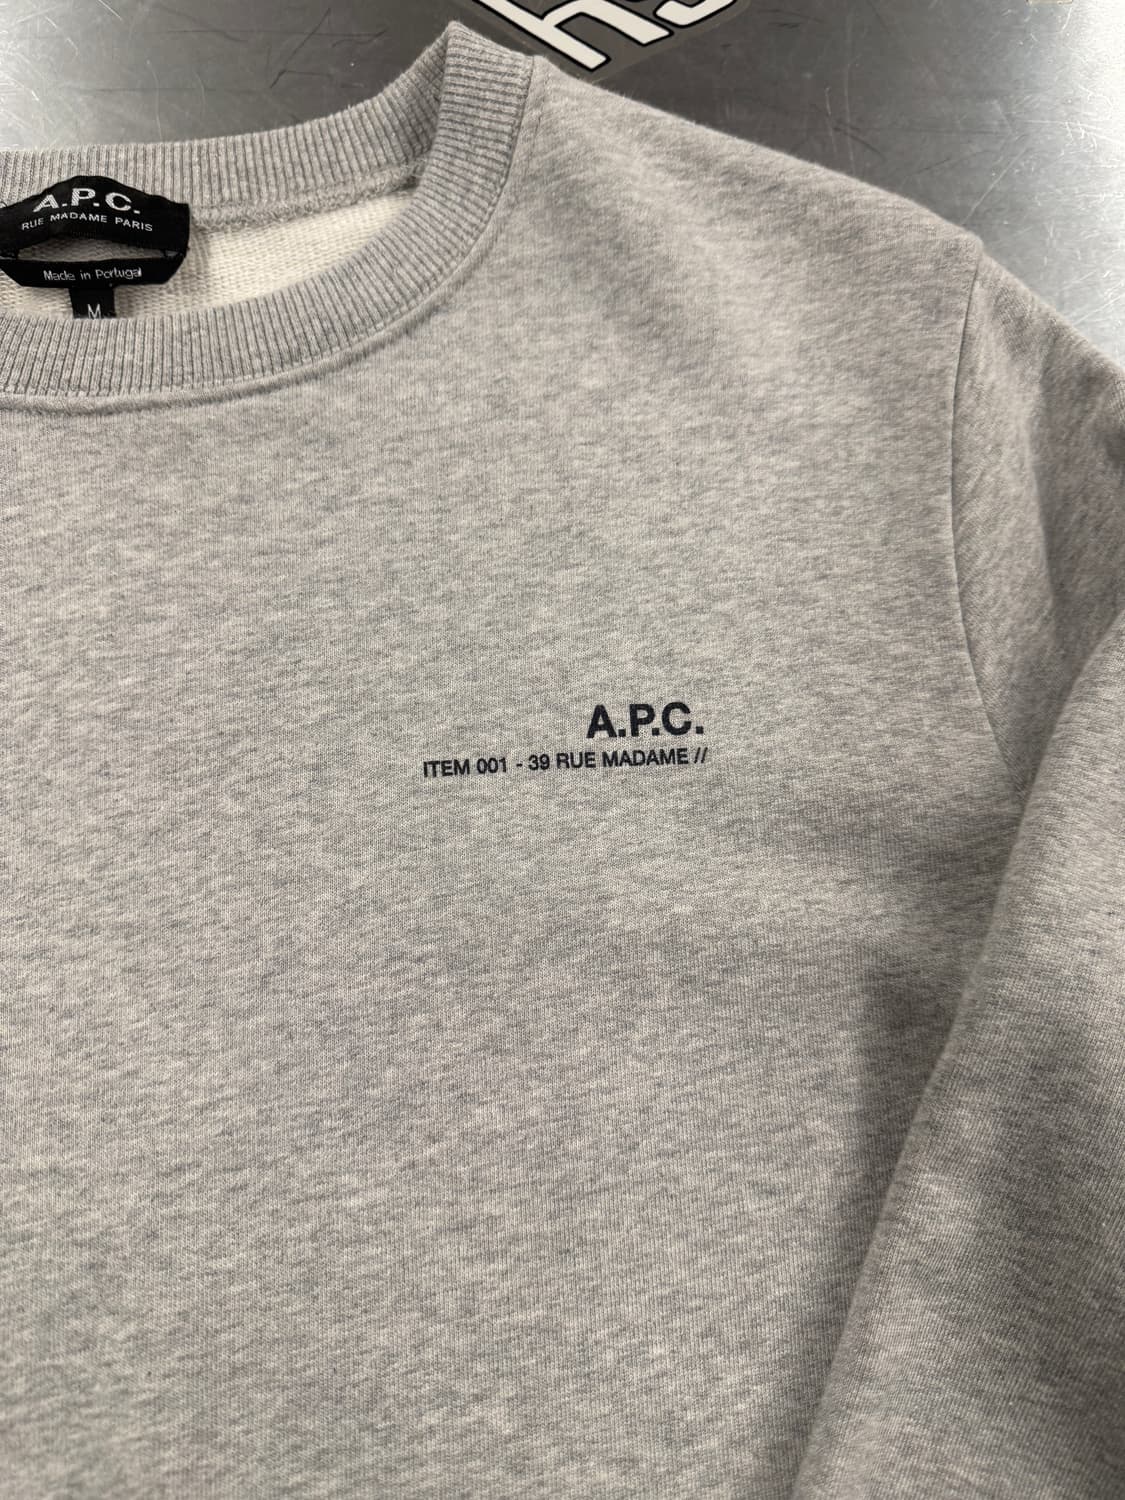 A.P.C.
RUE MADAME PARIS
Made in Portugal
M
A.P.C.
ITEM 001 - 39 RUE MADAME //